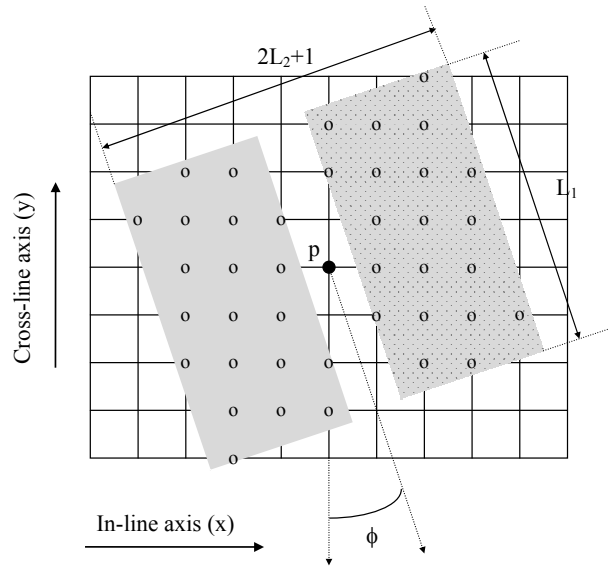 2L₂+1
L₁
p
Cross-line axis (y)
In-line axis (x)
ϕ